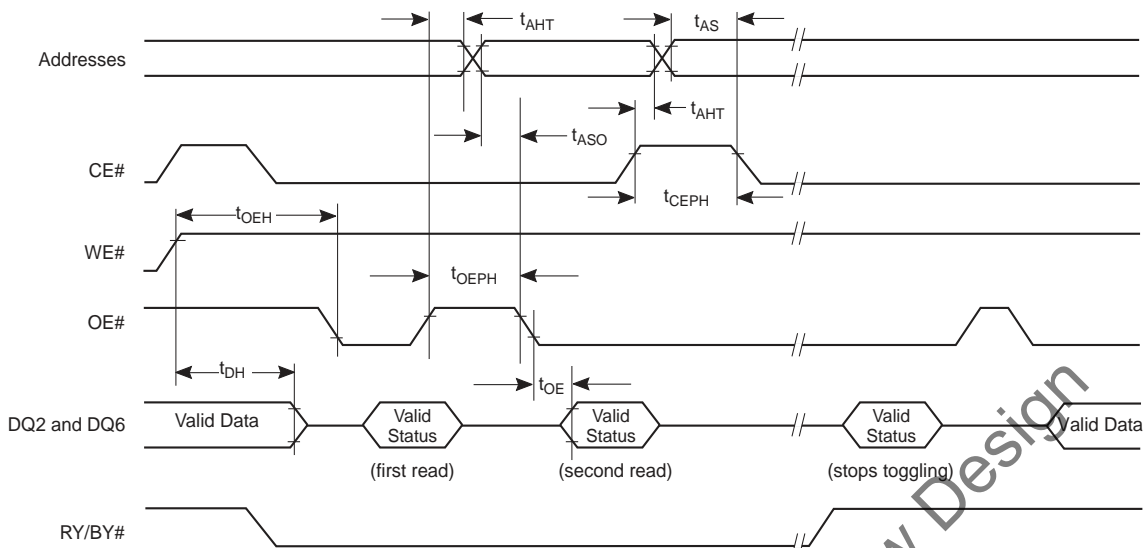 tAHT
tAS
Addresses
tAHT
tASO
CE#
tCEPH
tOEH
WE#
tOEPH
OE#
tDH
tOE
DQ2 and DQ6
Valid Data
Valid
Status
Valid
Status
Valid
Status
Valid Data
(first read)
(second read)
(stops toggling)
RY/BY#
Design